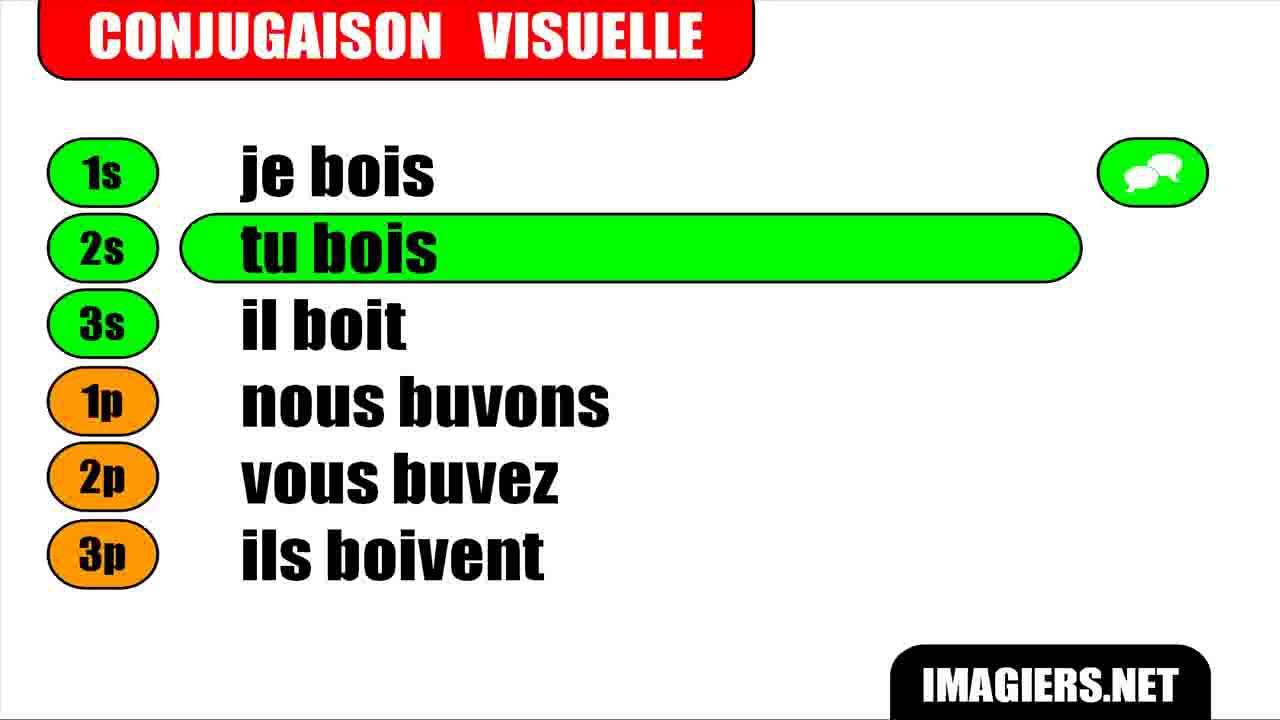 CONJUGAISON VISUELLE
1s je bois
2s tu bois
3s il boit
1p nous buvons
2p vous buvez
3p ils boivent
IMAGIERS.NET